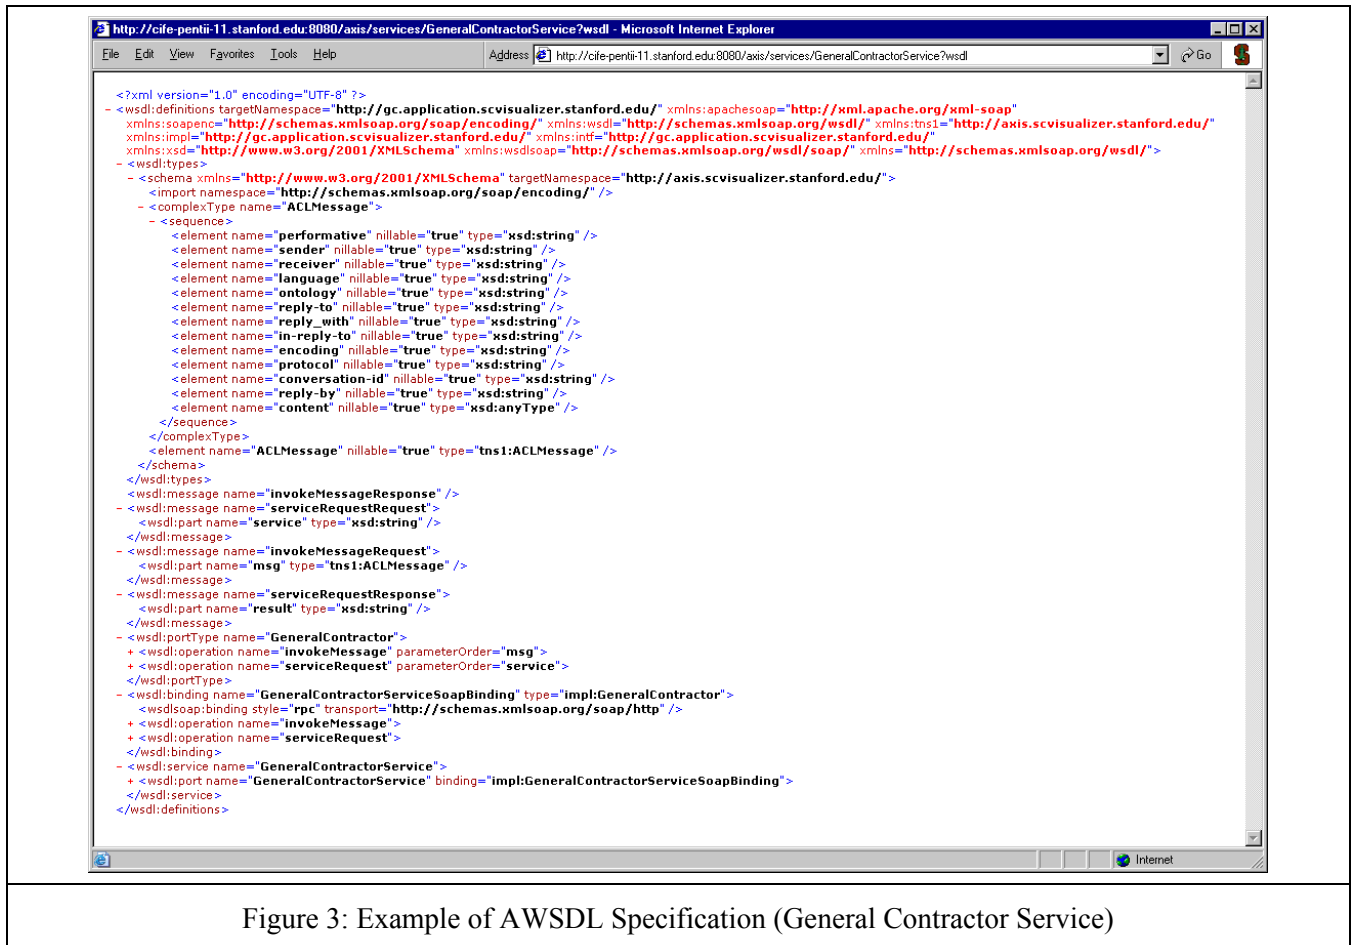 http://cife-pentii-11.stanford.edu:8080/axis/services/GeneralContractorService?wsdl - Microsoft Internet Explorer
File Edit View Favorites Tools Help Address http://cife-pentii-11.stanford.edu:8080/axis/services/GeneralContractorService?wsdl Go
<?xml version="1.0" encoding="UTF-8" ?>
- <wsdl:definitions targetNamespace="http://gc.application.scvisualizer.stanford.edu/" xmlns:apachesoap="http://xml.apache.org/xml-soap"
xmlns:soapenc="http://schemas.xmlsoap.org/soap/encoding/" xmlns:wsdl="http://schemas.xmlsoap.org/wsdl/" xmlns:tns1="http://axis.scvisualizer.stanford.edu/"
xmlns:impl="http://gc.application.scvisualizer.stanford.edu/" xmlns:intf="http://gc.application.scvisualizer.stanford.edu/"
xmlns:xsd="http://www.w3.org/2001/XMLSchema" xmlns:wsdlsoap="http://schemas.xmlsoap.org/wsdl/soap/" xmlns="http://schemas.xmlsoap.org/wsdl/">
- <wsdl:types>
- <schema xmlns="http://www.w3.org/2001/XMLSchema" targetNamespace="http://axis.scvisualizer.stanford.edu/">
<import namespace="http://schemas.xmlsoap.org/soap/encoding/" />
- <complexType name="ACLMessage">
- <sequence>
<element name="performative" nillable="true" type="xsd:string" />
<element name="sender" nillable="true" type="xsd:string" />
<element name="receiver" nillable="true" type="xsd:string" />
<element name="language" nillable="true" type="xsd:string" />
<element name="ontology" nillable="true" type="xsd:string" />
<element name="reply-to" nillable="true" type="xsd:string" />
<element name="reply_with" nillable="true" type="xsd:string" />
<element name="in-reply-to" nillable="true" type="xsd:string" />
<element name="encoding" nillable="true" type="xsd:string" />
<element name="protocol" nillable="true" type="xsd:string" />
<element name="conversation-id" nillable="true" type="xsd:string" />
<element name="reply-by" nillable="true" type="xsd:string" />
<element name="content" nillable="true" type="xsd:anyType" />
</sequence>
</complexType>
<element name="ACLMessage" nillable="true" type="tns1:ACLMessage" />
</schema>
</wsdl:types>
<wsdl:message name="invokeMessageResponse" />
- <wsdl:message name="serviceRequestRequest">
<wsdl:part name="service" type="xsd:string" />
</wsdl:message>
- <wsdl:message name="invokeMessageRequest">
<wsdl:part name="msg" type="tns1:ACLMessage" />
</wsdl:message>
- <wsdl:message name="serviceRequestResponse">
<wsdl:part name="result" type="xsd:string" />
</wsdl:message>
- <wsdl:portType name="GeneralContractor">
+ <wsdl:operation name="invokeMessage" parameterOrder="msg">
+ <wsdl:operation name="serviceRequest" parameterOrder="service">
</wsdl:portType>
- <wsdl:binding name="GeneralContractorServiceSoapBinding" type="impl:GeneralContractor">
<wsdlsoap:binding style="rpc" transport="http://schemas.xmlsoap.org/soap/http" />
+ <wsdl:operation name="invokeMessage">
+ <wsdl:operation name="serviceRequest">
</wsdl:binding>
- <wsdl:service name="GeneralContractorService">
+ <wsdl:port name="GeneralContractorService" binding="impl:GeneralContractorServiceSoapBinding">
</wsdl:service>
</wsdl:definitions>
Internet
Figure 3: Example of AWSDL Specification (General Contractor Service)